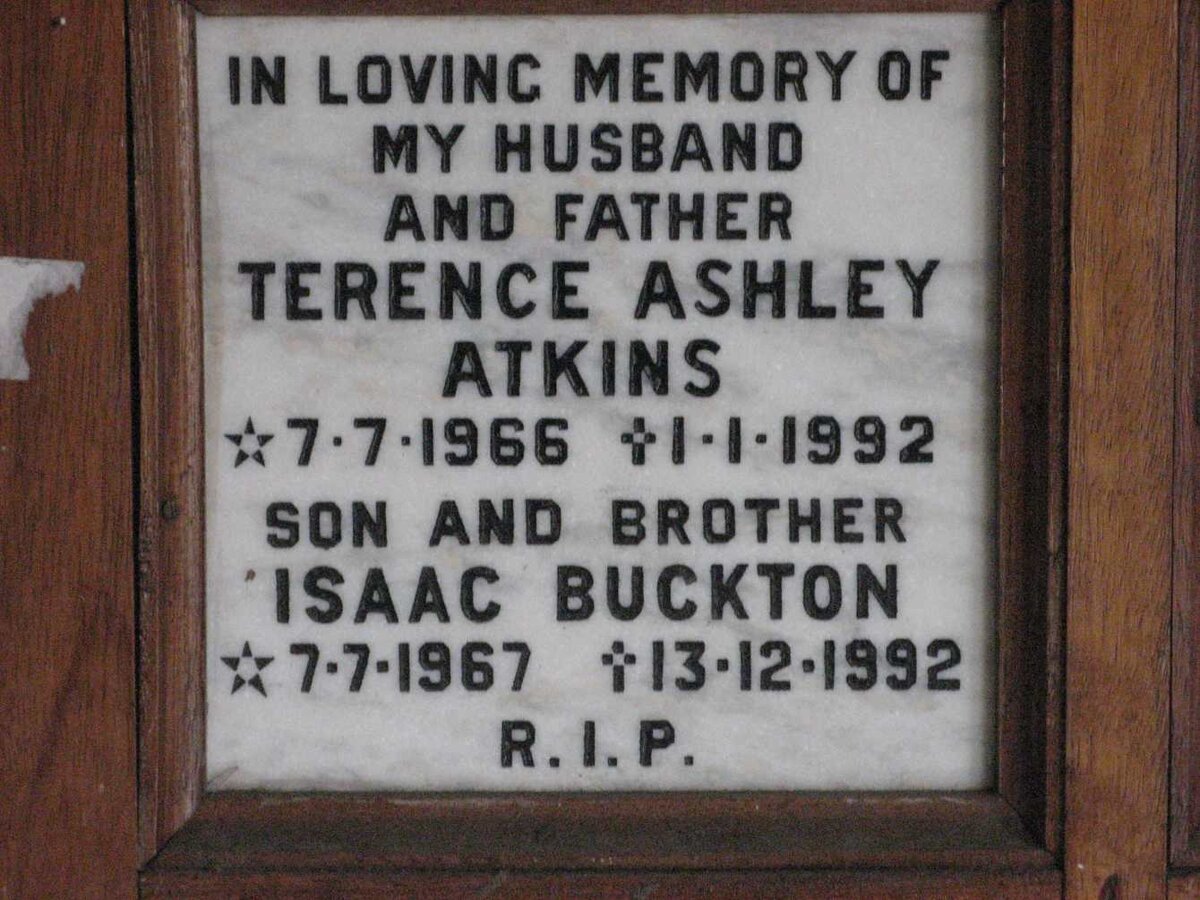 IN LOVING MEMORY OF
MY HUSBAND
AND FATHER
TERENCE ASHLEY
ATKINS
☆7·7·1966 ✝1·1·1992
SON AND BROTHER
ISAAC BUCKTON
☆7·7·1967 ✝13·12·1992
R.I.P.